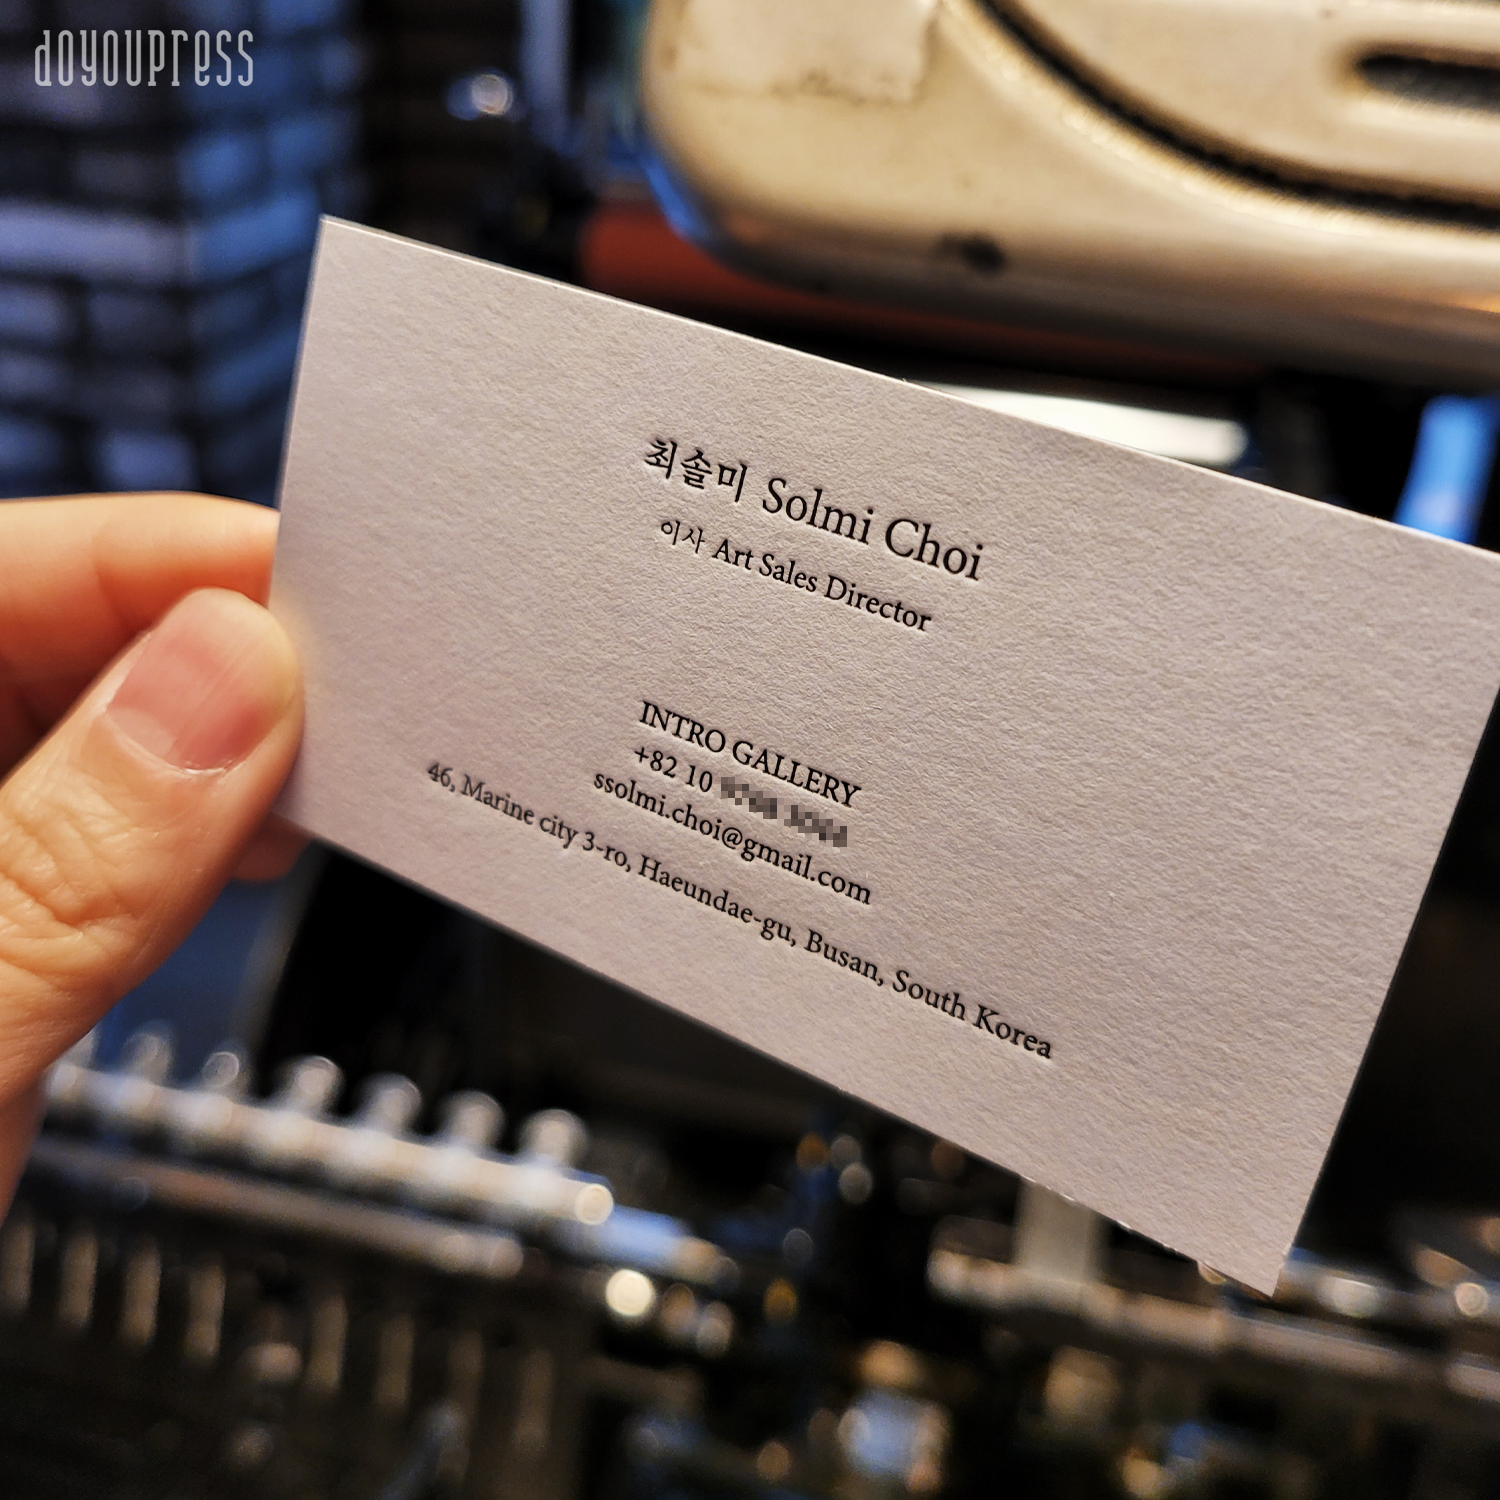 doyoupress
최솔미 Solmi Choi
이사 Art Sales Director
INTRO GALLERY
+82 10
ssolmi.choi@gmail.com
46, Marine city 3-ro, Haeundae-gu, Busan, South Korea